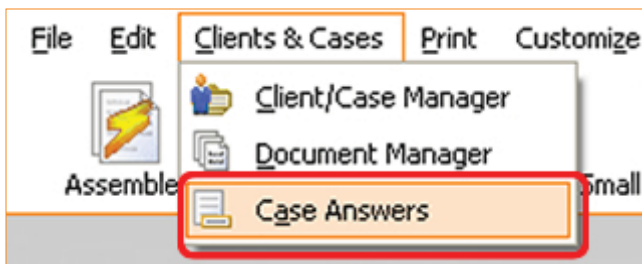 File Edit Clients & Cases Print Customize
Client/Case Manager
Document Manager
Assemble Small
Case Answers